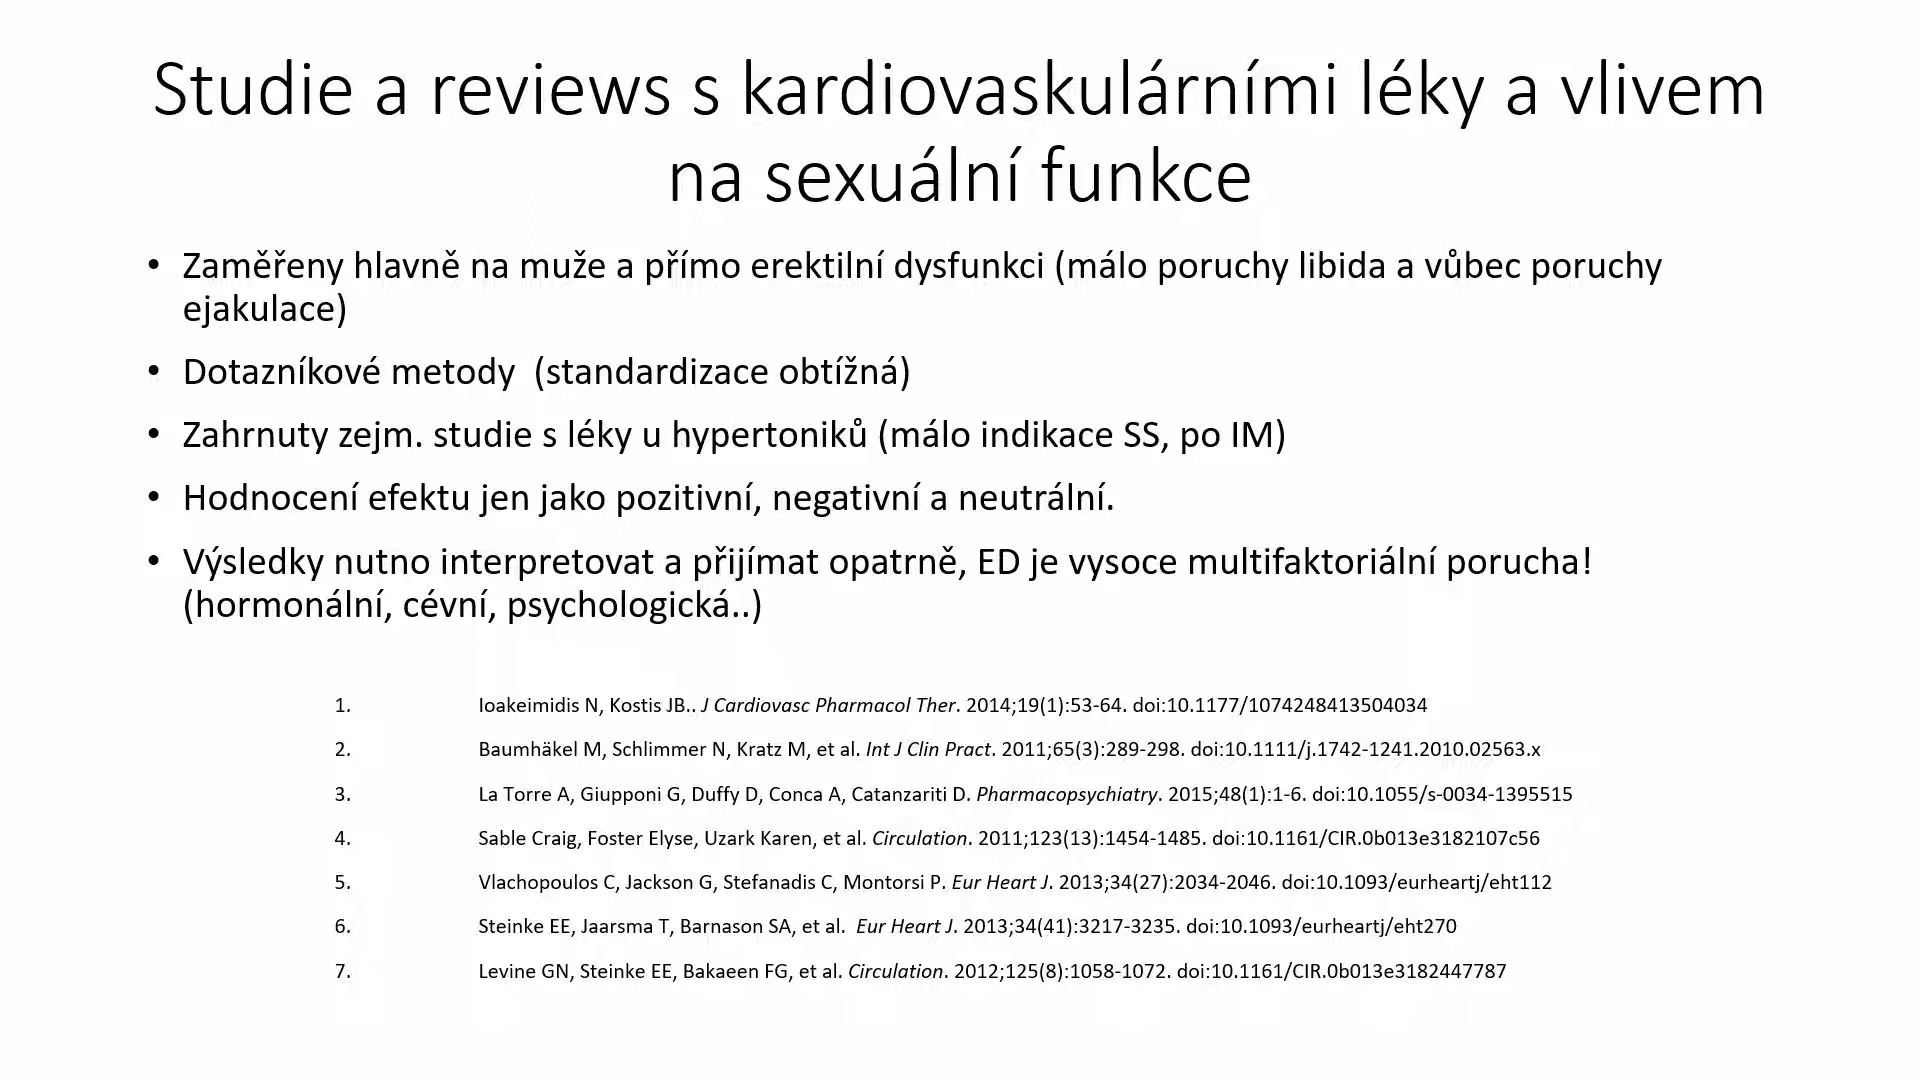 Studie a reviews s kardiovaskulárními léky a vlivem
na sexuální funkce
• Zaměřeny hlavně na muže a přímo erektilní dysfunkci (málo poruchy libida a vůbec poruchy
ejakulace)
• Dotazníkové metody  (standardizace obtížná)
• Zahrnuty zejm. studie s léky u hypertoniků (málo indikace SS, po IM)
• Hodnocení efektu jen jako pozitivní, negativní a neutrální.
• Výsledky nutno interpretovat a přijímat opatrně, ED je vysoce multifaktoriální porucha!
(hormonální, cévní, psychologická..)
1. Ioakeimidis N, Kostis JB.. J Cardiovasc Pharmacol Ther. 2014;19(1):53-64. doi:10.1177/1074248413504034
2. Baumhäkel M, Schlimmer N, Kratz M, et al. Int J Clin Pract. 2011;65(3):289-298. doi:10.1111/j.1742-1241.2010.02563.x
3. La Torre A, Giupponi G, Duffy D, Conca A, Catanzariti D. Pharmacopsychiatry. 2015;48(1):1-6. doi:10.1055/s-0034-1395515
4. Sable Craig, Foster Elyse, Uzark Karen, et al. Circulation. 2011;123(13):1454-1485. doi:10.1161/CIR.0b013e3182107c56
5. Vlachopoulos C, Jackson G, Stefanadis C, Montorsi P. Eur Heart J. 2013;34(27):2034-2046. doi:10.1093/eurheartj/eht112
6. Steinke EE, Jaarsma T, Barnason SA, et al.  Eur Heart J. 2013;34(41):3217-3235. doi:10.1093/eurheartj/eht270
7. Levine GN, Steinke EE, Bakaeen FG, et al. Circulation. 2012;125(8):1058-1072. doi:10.1161/CIR.0b013e3182447787